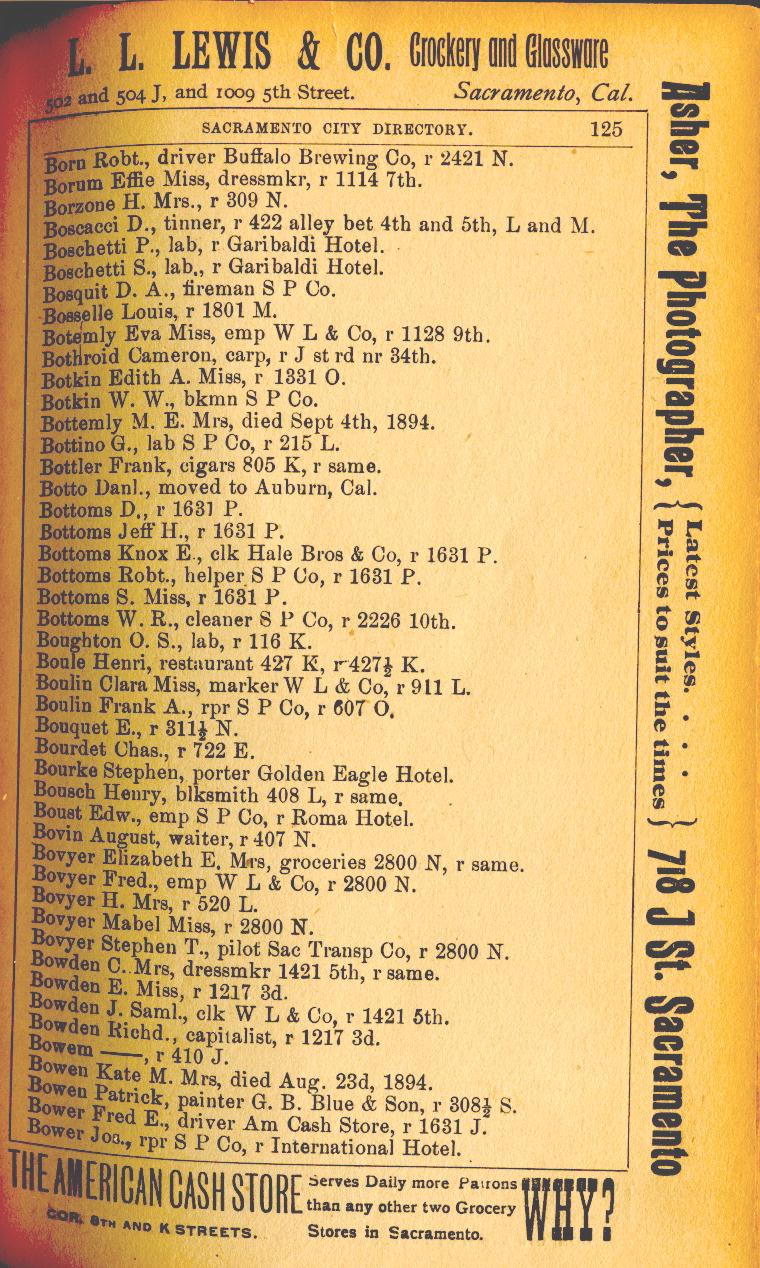 L. L. LEWIS & CO. Crockery and Glassware
502 and 504 J, and 1009 5th Street. Sacramento, Cal.
SACRAMENTO CITY DIRECTORY. 125
Born Robt., driver Buffalo Brewing Co, r 2421 N.
Borum Effie Miss, dressmkr, r 1114 7th.
Borzone H. Mrs., r 309 N.
Boscacci D., tinner, r 422 alley bet 4th and 5th, L and M.
Boschetti P., lab, r Garibaldi Hotel.
Boschetti S., lab., r Garibaldi Hotel.
Bosquit D. A., fireman S P Co.
Bosselle Louis, r 1801 M.
Botemly Eva Miss, emp W L & Co, r 1128 9th.
Bothroid Cameron, carp, r J st rd nr 34th.
Botkin Edith A. Miss, r 1331 O.
Botkin W. W., bkmn S P Co.
Bottemly M. E. Mrs, died Sept 4th, 1894.
Bottino G., lab S P Co, r 215 L.
Bottler Frank, cigars 805 K, r same.
Botto Danl., moved to Auburn, Cal.
Bottoms D., r 1631 P.
Bottoms Jeff H., r 1631 P.
Bottoms Knox E., clk Hale Bros & Co, r 1631 P.
Bottoms Robt., helper S P Co, r 1631 P.
Bottoms S. Miss, r 1631 P.
Bottoms W. R., cleaner S P Co, r 2226 10th.
Boughton O. S., lab, r 116 K.
Boule Henri, restaurant 427 K, r 427½ K.
Boulin Clara Miss, marker W L & Co, r 911 L.
Boulin Frank A., rpr S P Co, r 607 O.
Bouquet E., r 311½ N.
Bourdet Chas., r 722 E.
Bourke Stephen, porter Golden Eagle Hotel.
Bousch Henry, blksmith 408 L, r same.
Boust Edw., emp S P Co, r Roma Hotel.
Bovin August, waiter, r 407 N.
Bovyer Elizabeth E. Mrs, groceries 2800 N, r same.
Bovyer Fred., emp W L & Co, r 2800 N.
Bovyer H. Mrs, r 520 L.
Bovyer Mabel Miss, r 2800 N.
Bovyer Stephen T., pilot Sac Transp Co, r 2800 N.
Bowden C. Mrs, dressmkr 1421 5th, r same.
Bowden E. Miss, r 1217 3d.
Bowden J. Saml., clk W L & Co, r 1421 5th.
Bowden Richd., capitalist, r 1217 3d.
Bowem ——, r 410 J.
Bowen Kate M. Mrs, died Aug. 23d, 1894.
Bowen Patrick, painter G. B. Blue & Son, r 308½ S.
Bower Fred E., driver Am Cash Store, r 1631 J.
Bower Jos., rpr S P Co, r International Hotel.
THE AMERICAN CASH STORE
COR. 8TH AND K STREETS.
Serves Daily more Patrons
than any other two Grocery
Stores in Sacramento.
WHY?
Asher, The Photographer, { Latest Styles. . . .
Prices to suit the times } 718 J St. Sacramento